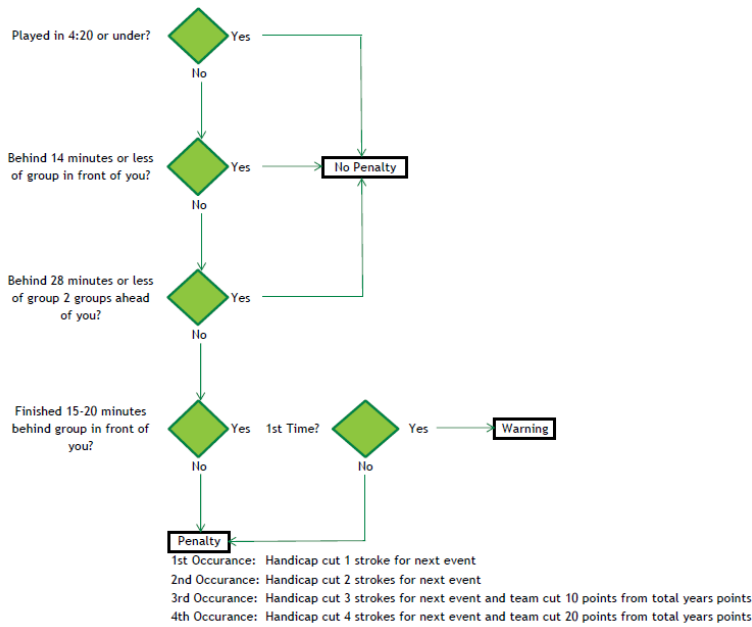 Played in 4:20 or under?
Yes
No
Behind 14 minutes or less
of group in front of you?
Yes
No Penalty
No
Behind 28 minutes or less
of group 2 groups ahead
of you?
Yes
No
Finished 15-20 minutes
behind group in front of
you?
Yes
1st Time?
Yes
Warning
No
No
Penalty
1st Occurance: Handicap cut 1 stroke for next event
2nd Occurance: Handicap cut 2 strokes for next event
3rd Occurance: Handicap cut 3 strokes for next event and team cut 10 points from total years points
4th Occurance: Handicap cut 4 strokes for next event and team cut 20 points from total years points